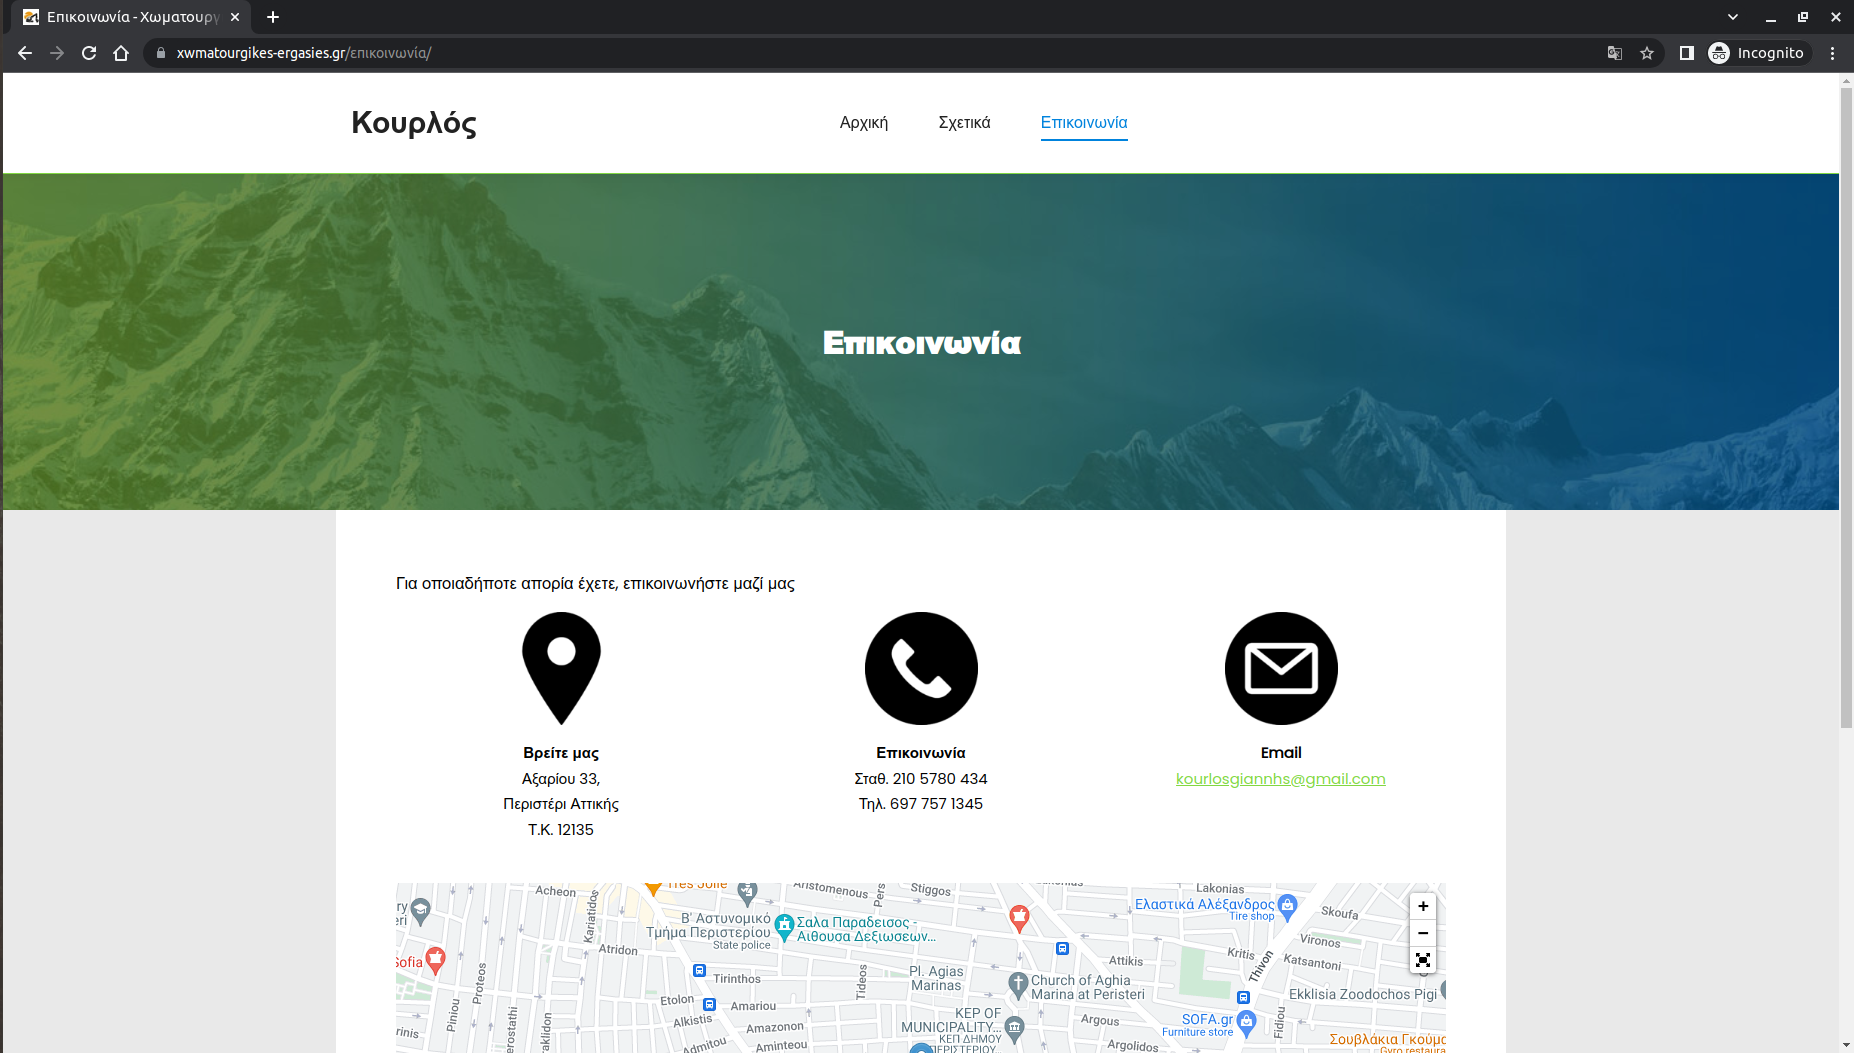 Επικοινωνία - Χωματουργ
xwmatourgikes-ergasies.gr/επικοινωνία/
Incognito
Κουρλός
Αρχική
Σχετικά
Επικοινωνία
Επικοινωνία
Για οποιαδήποτε απορία έχετε, επικοινωνήστε μαζί μας
Βρείτε μας
Αξαρίου 33,
Περιστέρι Αττικής
Τ.Κ. 12135
Επικοινωνία
Σταθ. 210 5780 434
Τηλ. 697 757 1345
Email
kourlosgiannhs@gmail.com
Acheon
Kariatidos
Tres Jolie
Aristomenous
Stiggos
Lakonias
Ελαστικά Αλέξανδρος
Tire shop
Skoufa
+
−
Β΄ Αστυνομικό
Τμήμα Περιστερίου
State police
Σαλα Παραδεισος -
Αιθουσα Δεξιωσεων...
Atridon
Vironos
Kritis
Katsantoni
Sofia
Proteos
Tirinthos
Tideos
Pl. Agias
Marinas
Attikis
Thivon
Church of Aghia
Marina at Peristeri
Ekklisia Zoodochos Pigi
Piniou
Etolon
Amariou
Alkistis
Amazonon
Aminteou
Admitou
KEP OF
MUNICIPALITY...
ΚΕΠ ΔΗΜΟΥ
ΠΕΡΙΣΤΕΡΙΟΥ...
Argous
Argolidos
SOFA.gr
Furniture store
Fidiou
Σουβλάκια Γκούμα
Gyro restaura